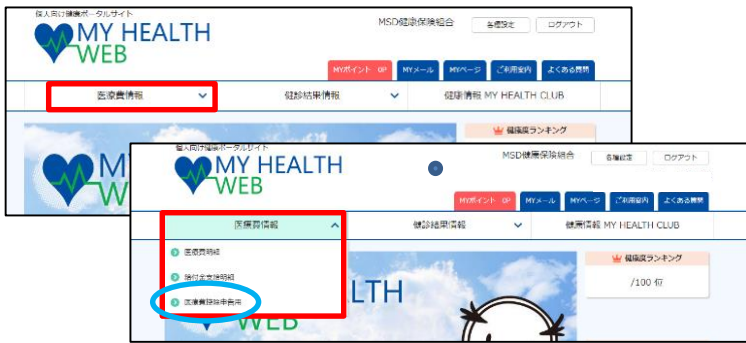 個人向け健康ポータルサイト
MY HEALTH
WEB
MSD健康保険組合
各種設定
ログアウト
MYポイント 0P
MYメール
MYページ
ご利用案内
よくある質問
医療費情報
健診結果情報
健康情報 MY HEALTH CLUB
健康度ランキング
M
W
個人向け健康ポータルサイト
MY HEALTH
WEB
MSD健康保険組合
各種設定
ログアウト
MYポイント 0P
MYメール
MYページ
ご利用案内
よくある質問
医療費情報
健診結果情報
健康情報 MY HEALTH CLUB
医療費明細
給付金支給明細
医療費控除申告用
健康度ランキング
/100 位
LTH
WEB